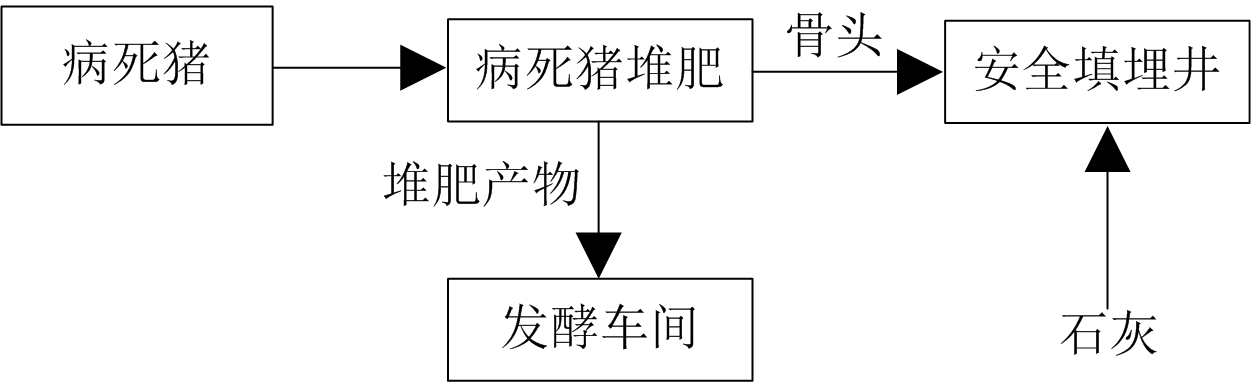 病死猪
病死猪堆肥
骨头
安全填埋井
堆肥产物
发酵车间
石灰